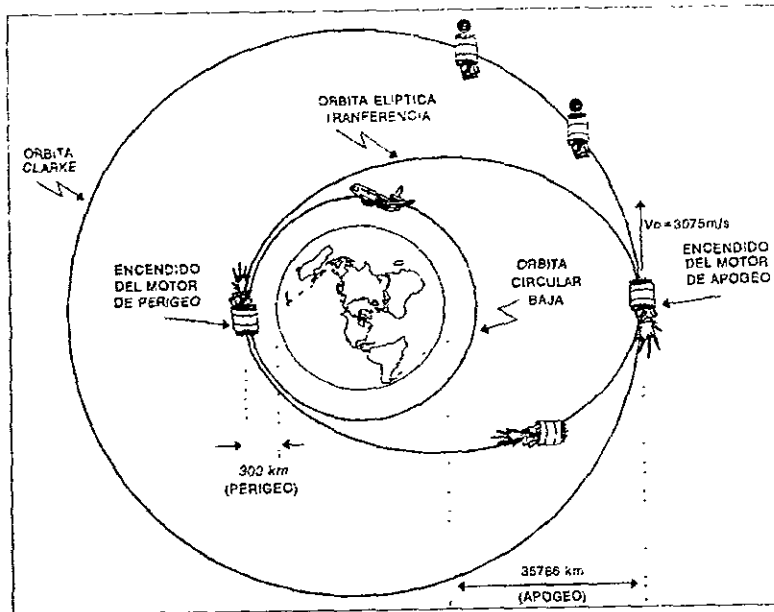 ORBITA ELIPTICA
TRANFERENCIA
ORBITA
CLARKE
Vo=3075m/s
ENCENDIDO
DEL MOTOR
DE PERIGEO
ENCENDIDO
DEL MOTOR
DE APOGEO
ORBITA
CIRCULAR
BAJA
300 km
(PERIGEO)
35786 km
(APOGEO)